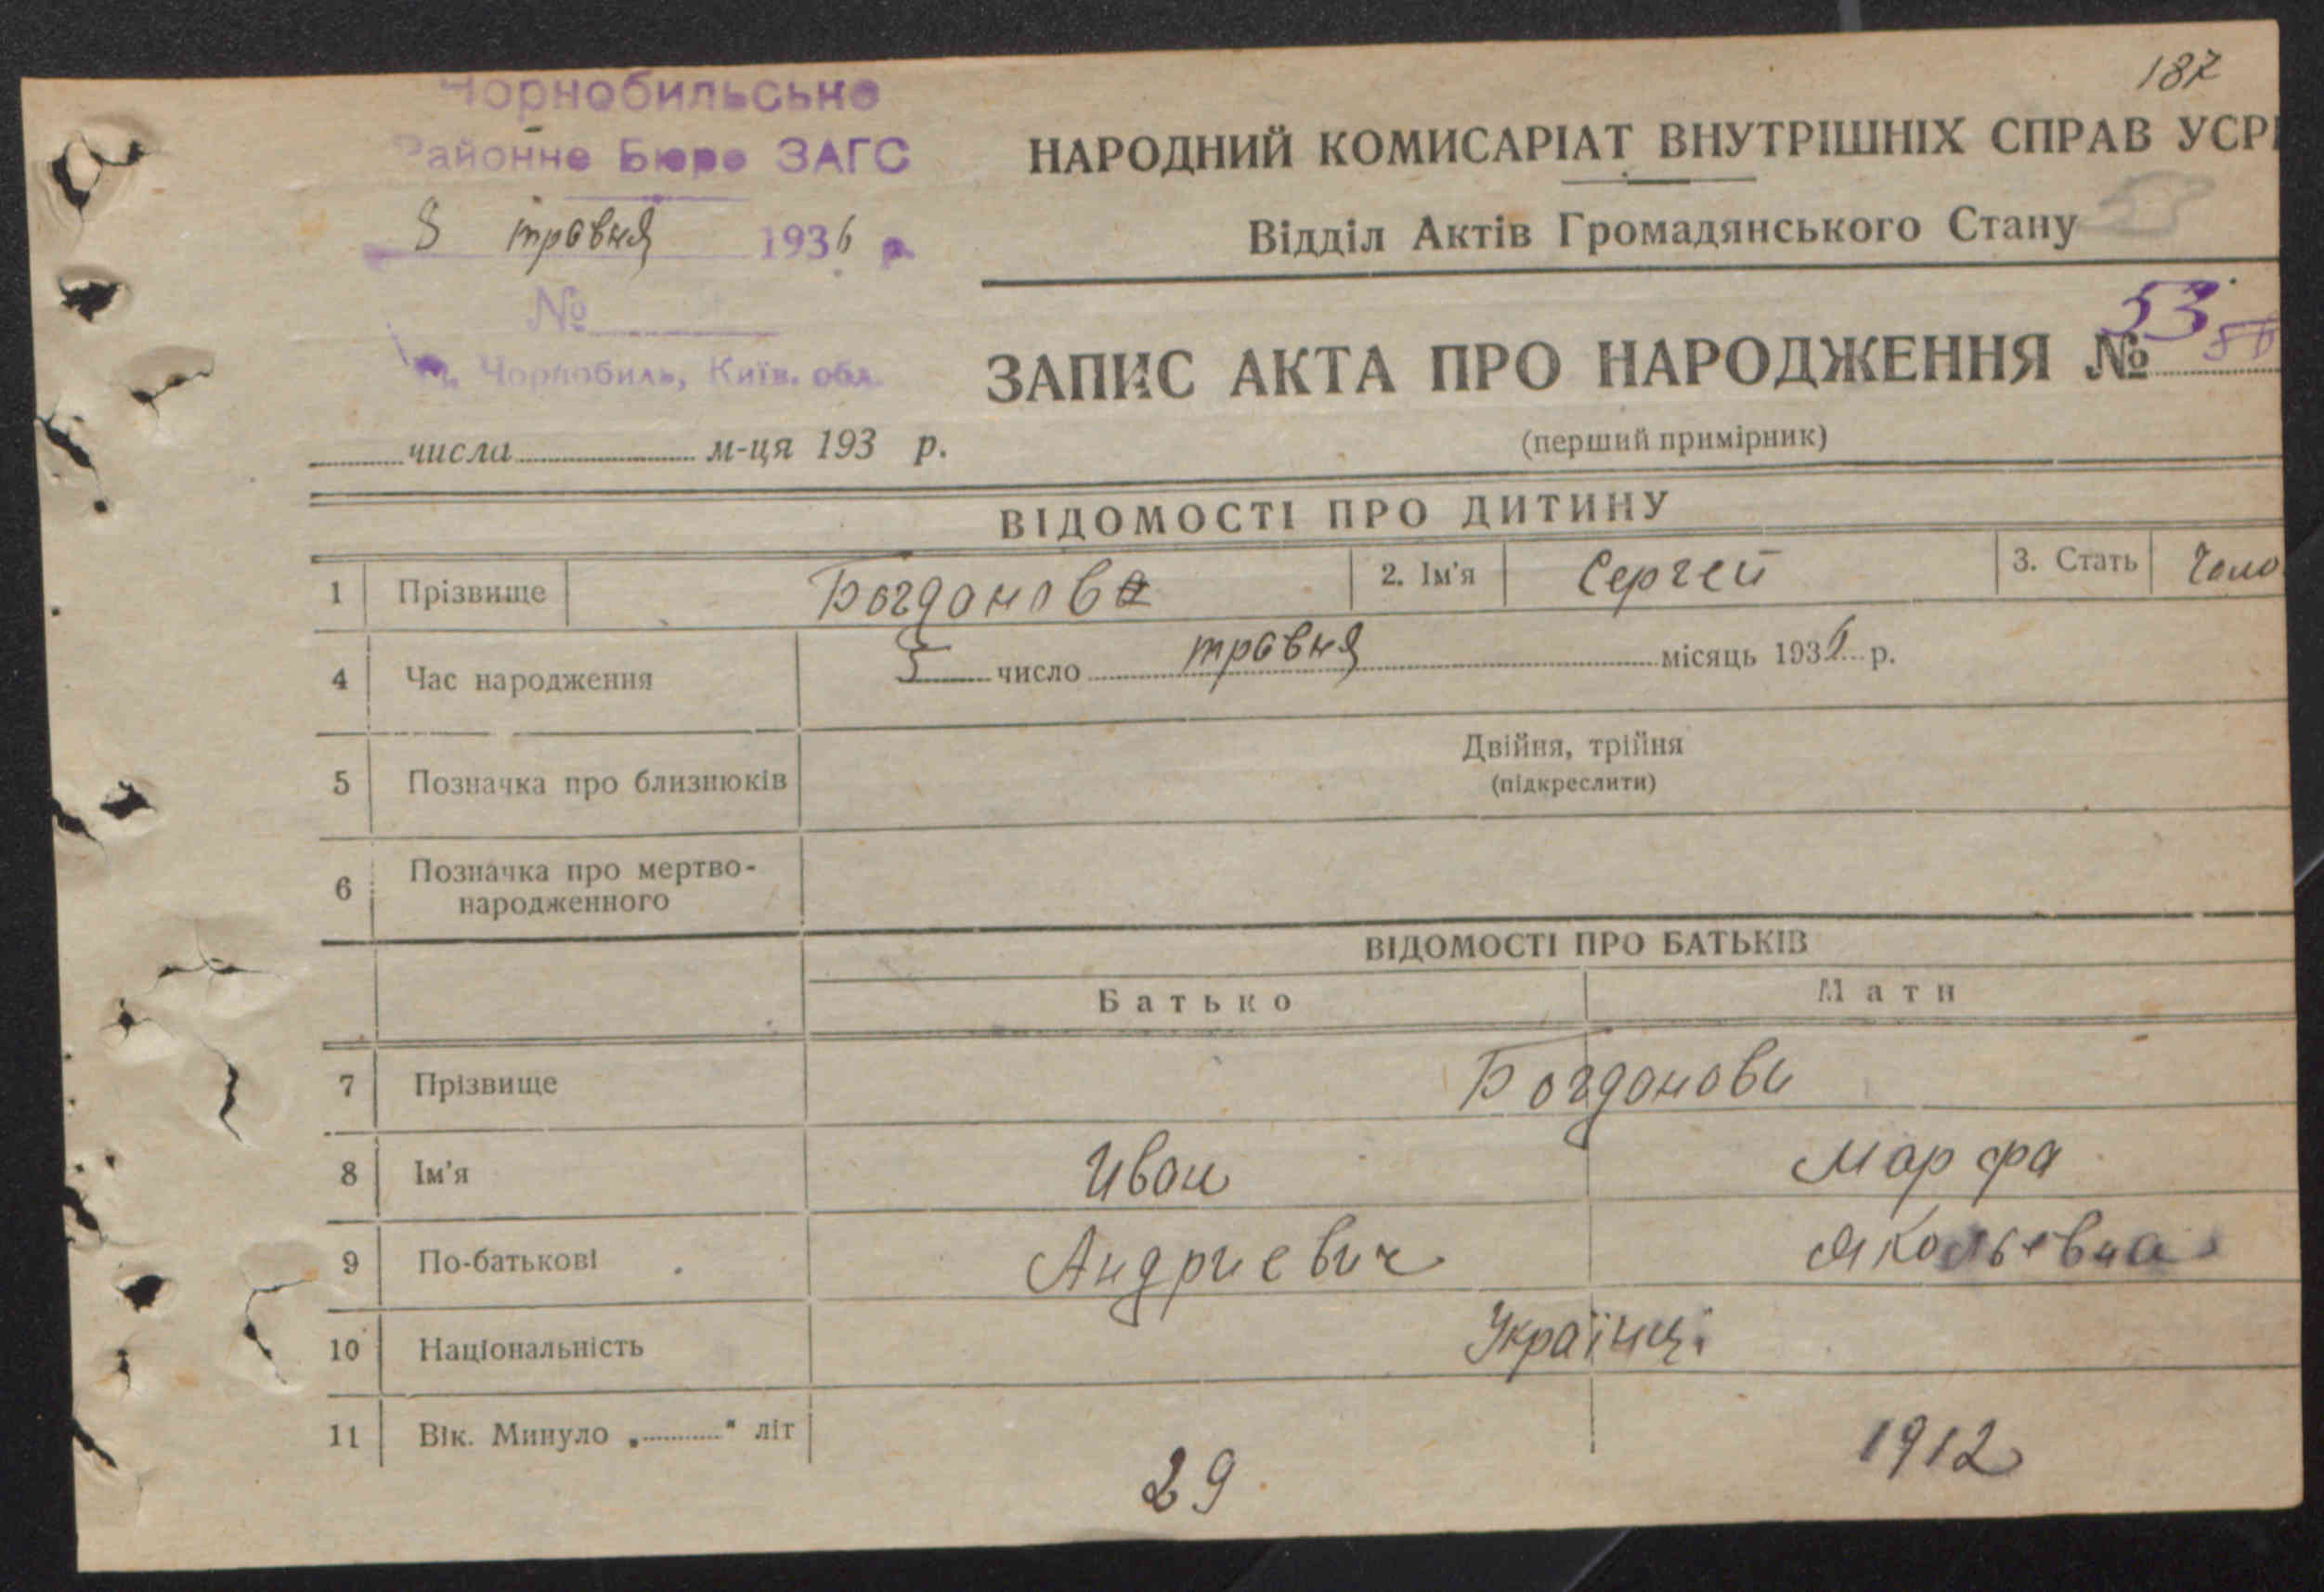 187
Чорнобильське
Районне Бюро ЗАГС
8 травня 1936 р.
№
м. Чорнобиль, Київ. обл.
числа м-ця 193 р.
НАРОДНИЙ КОМИСАРІАТ ВНУТРІШНІХ СПРАВ УСРР
Відділ Актів Громадянського Стану
53
ЗАПИС АКТА ПРО НАРОДЖЕННЯ № 53
(перший примірник)
ВІДОМОСТІ ПРО ДИТИНУ
1 Прізвище Богданов 2. Ім'я Сергей 3. Стать Чоло
4 Час народження 5 число травня місяць 1936 р.
5 Позначка про близнюків Двійня, трійня
(підкреслити)
6 Позначка про мертво-
народженного
ВІДОМОСТІ ПРО БАТЬКІВ
Батько Мати
7 Прізвище Богданови
8 Ім'я Иван Марфа
9 По-батькові Андриевич
10 Національність Українці
11 Вік. Минуло „ " літ 29 1912